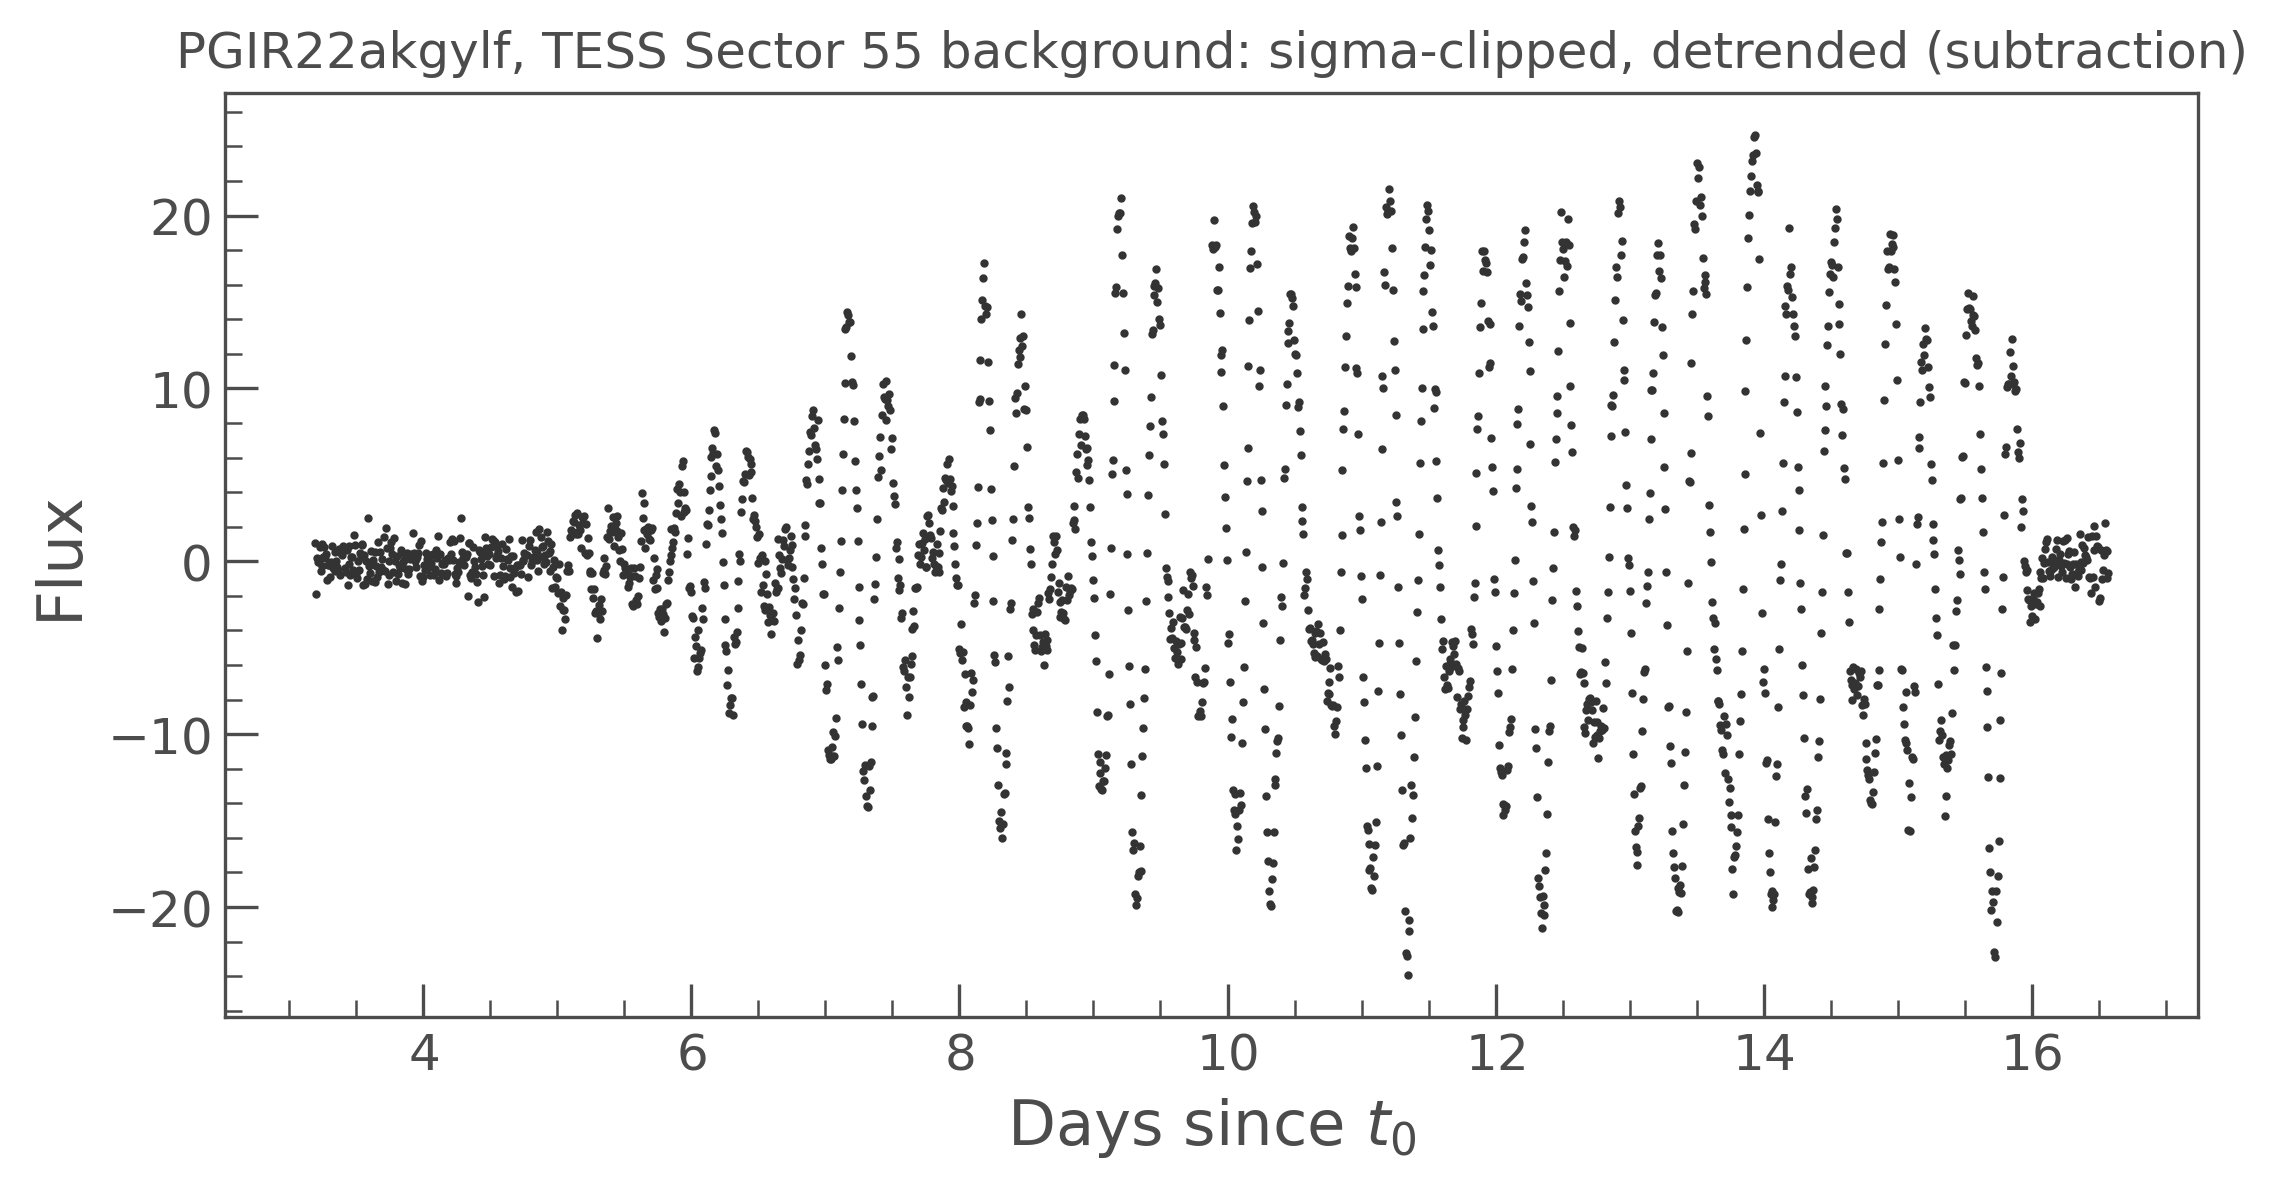 PGIR22akgylf, TESS Sector 55 background: sigma-clipped, detrended (subtraction)
Flux
20
10
0
−10
−20
4 6 8 10 12 14 16
Days since t₀